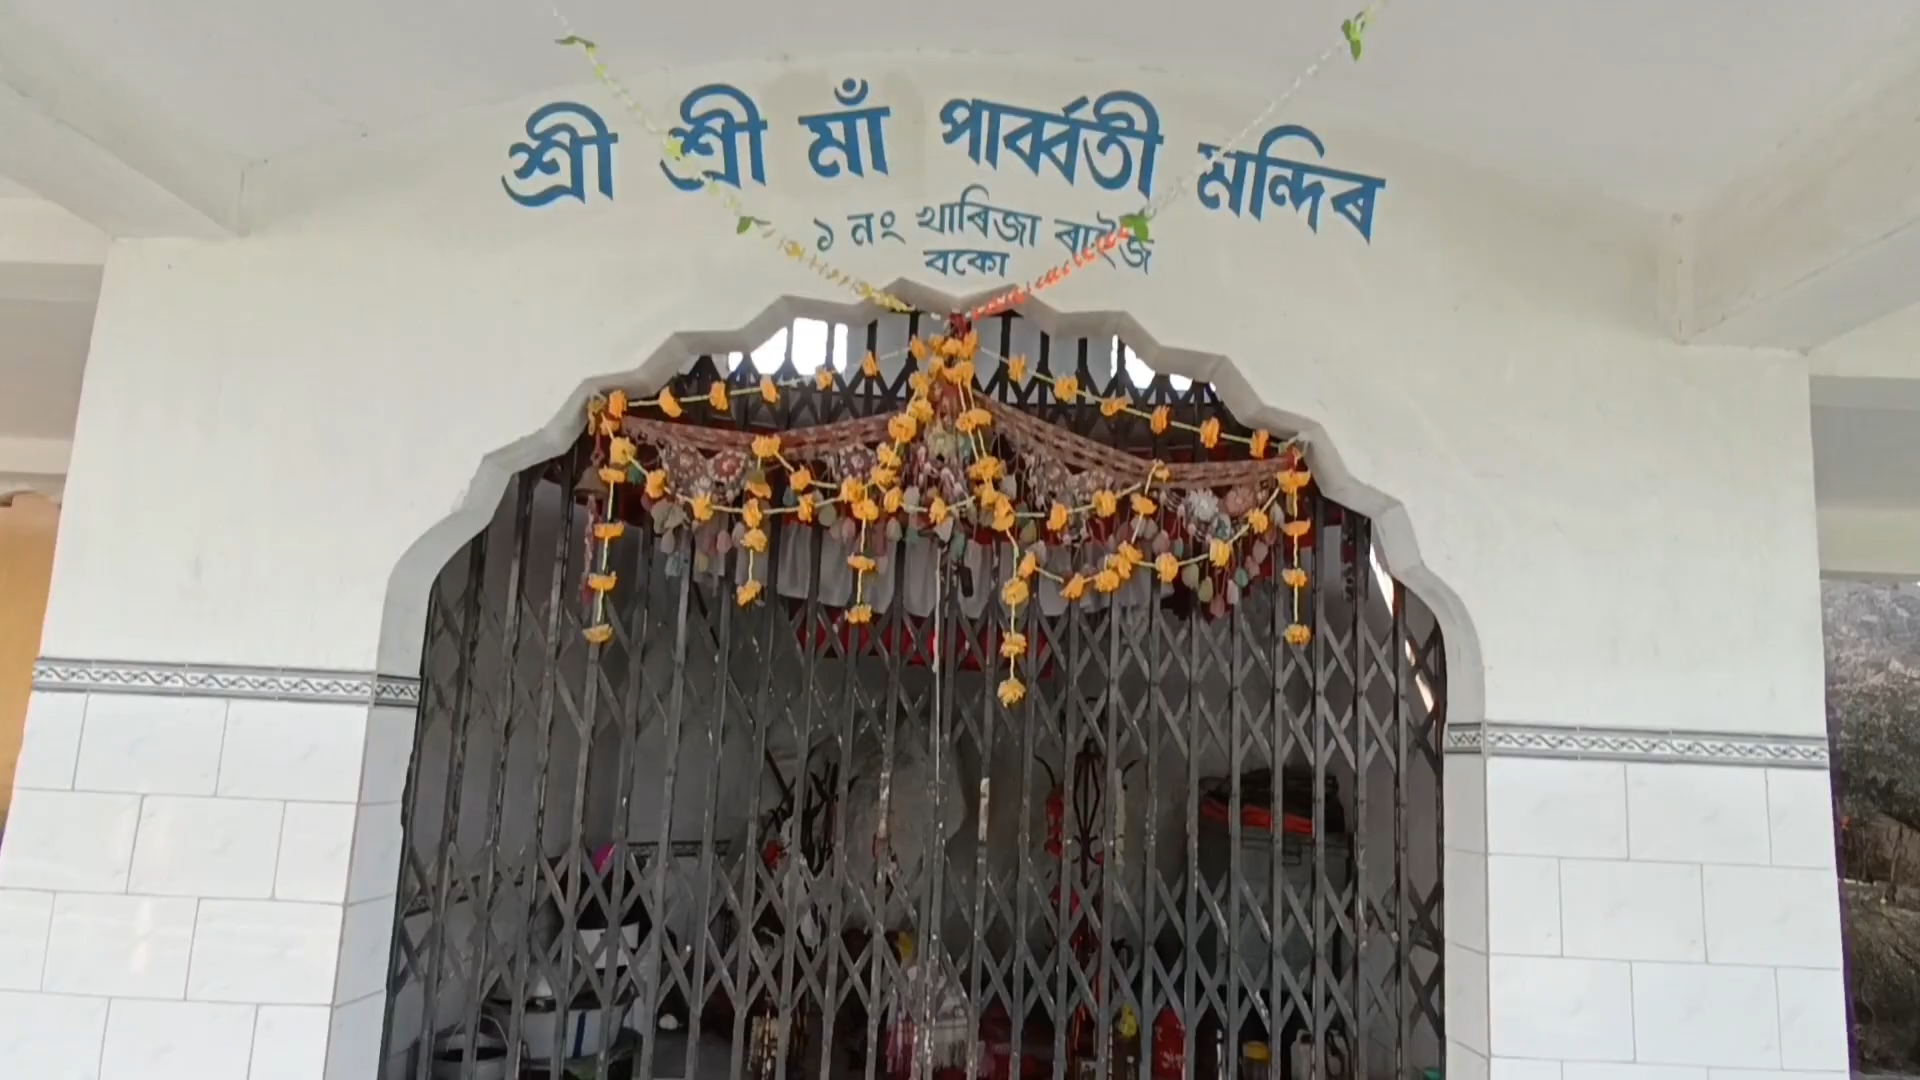 শ্ৰী শ্ৰী মাঁ পাৰ্ব্বতী মন্দিৰ
১ নং খাৰিজা ৰাইজ
বকো